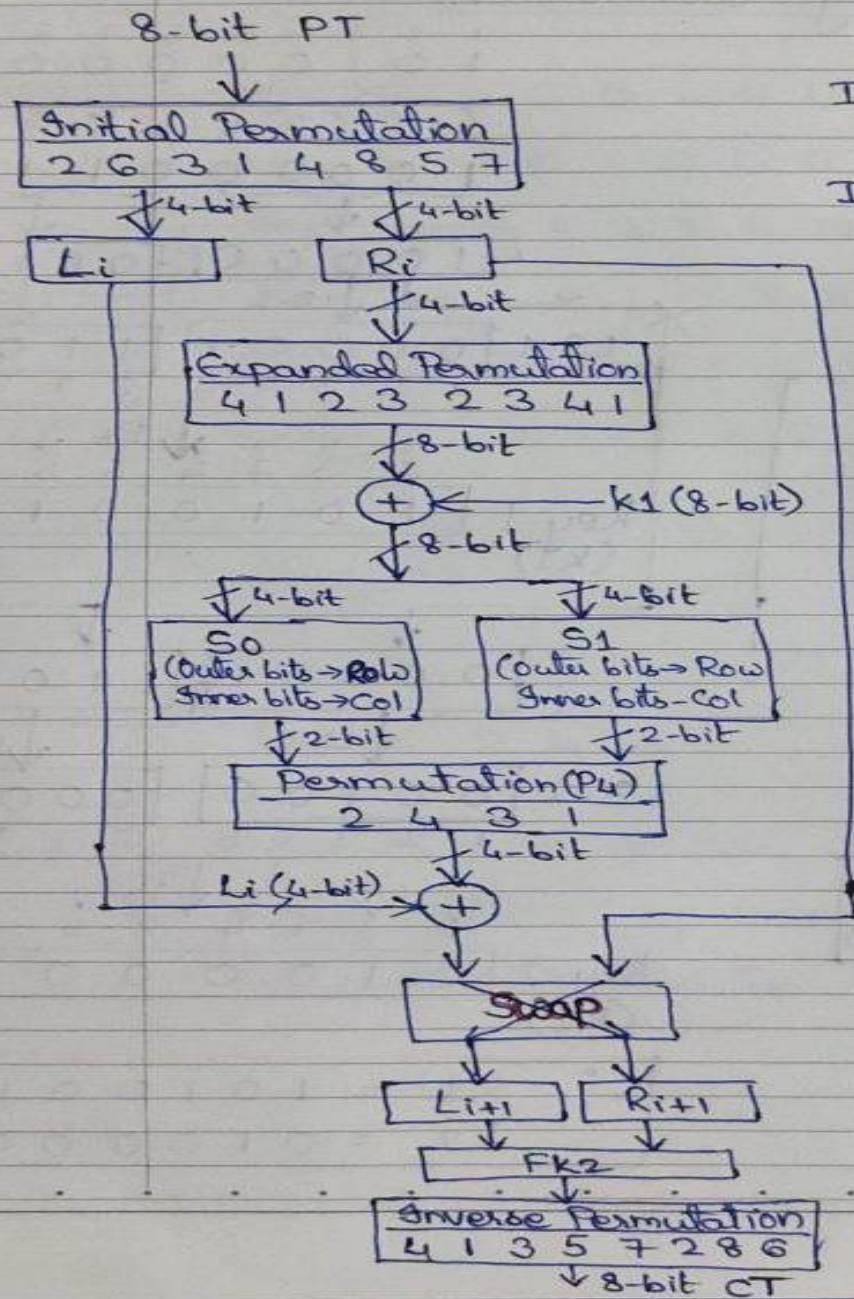 8-bit PT
I
Initial Permutation
2 6 3 1 4 8 5 7
4-bit 4-bit
I
Li Ri
4-bit
Expanded Permutation
4 1 2 3 2 3 4 1
8-bit
+ K1 (8-bit)
8-bit
4-bit 4-bit
S0 S1
(Outer bits→Row (Outer bits→Row
Inner bits→Col Inner bits-Col
2-bit 2-bit
Permutation(P4)
2 4 3 1
4-bit
Li (4-bit) +
Swap
Li+1 Ri+1
FK2
Inverse Permutation
4 1 3 5 7 2 8 6
8-bit CT